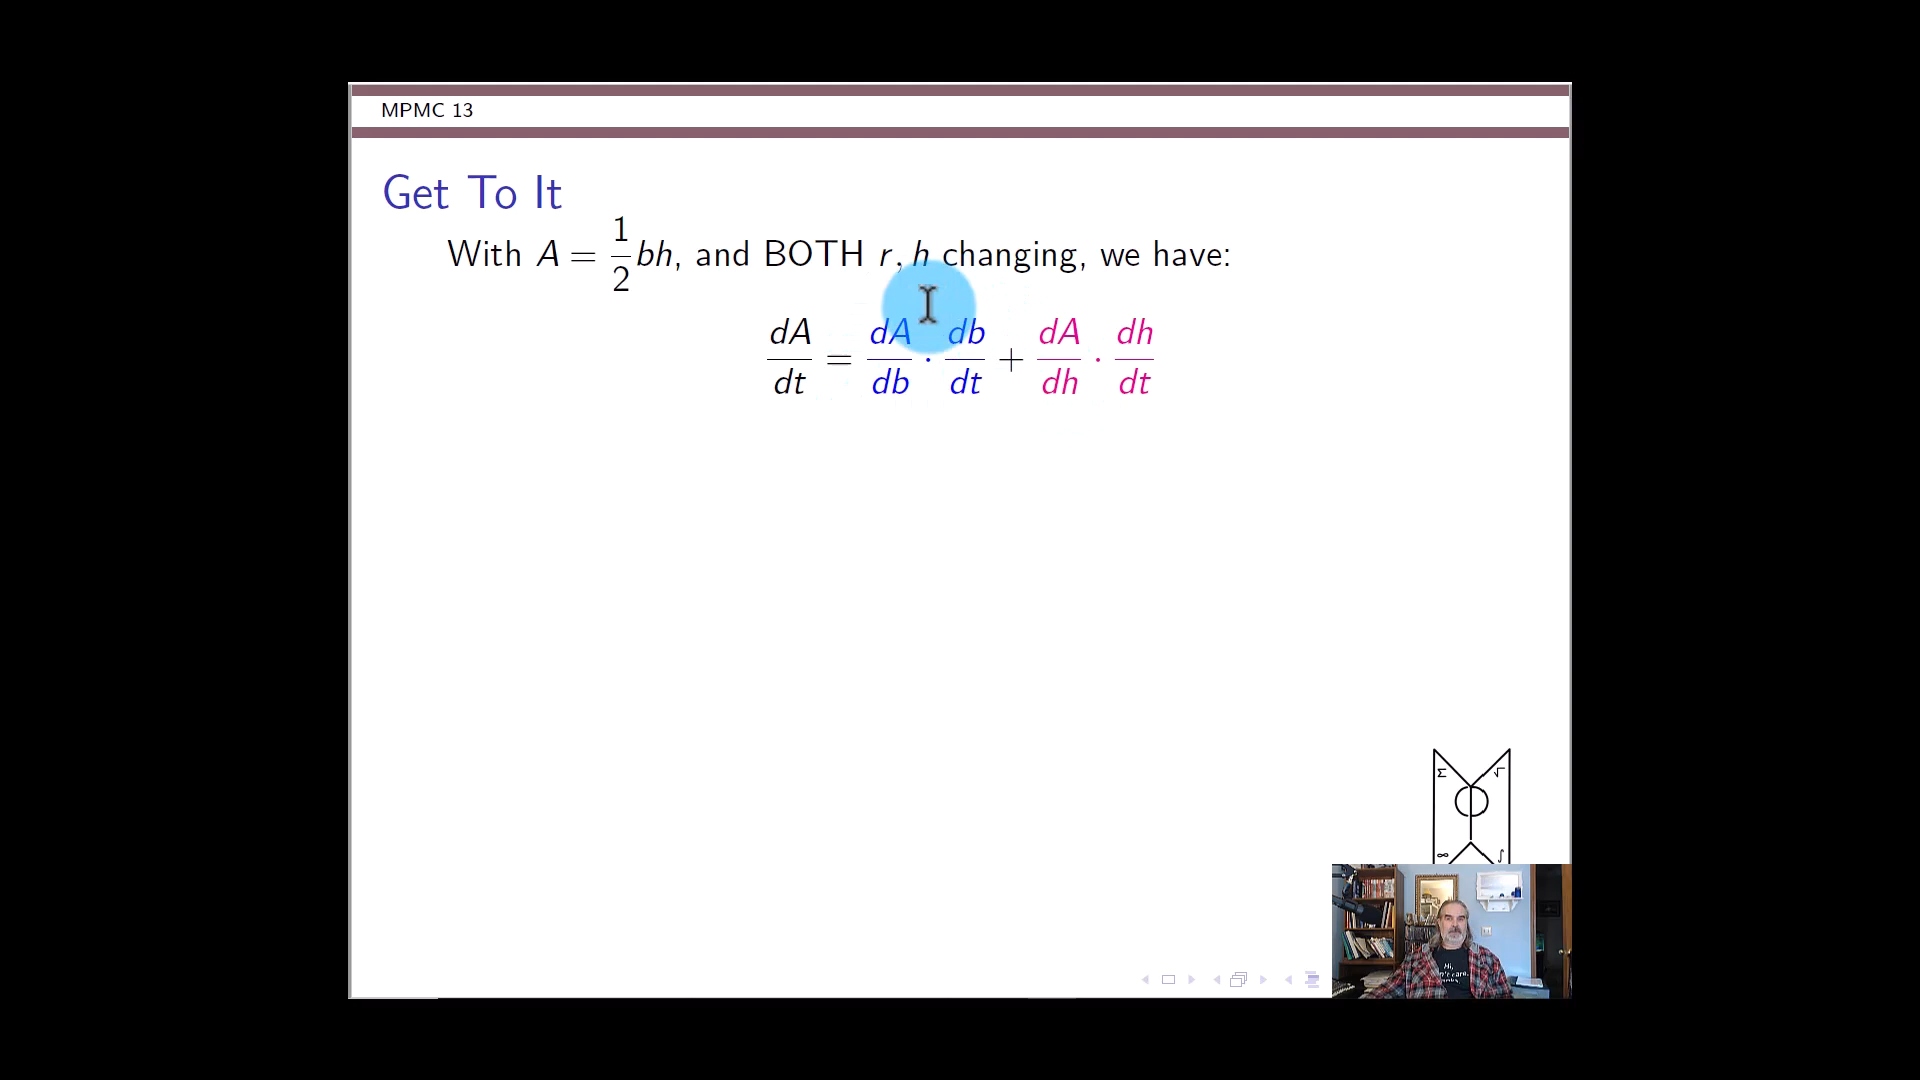 MPMC 13
Get To It
With A = 1/2 bh, and BOTH r, h changing, we have:
dA/dt = dA/db · db/dt + dA/dh · dh/dt
Σ √
∞ ∫
Hi,